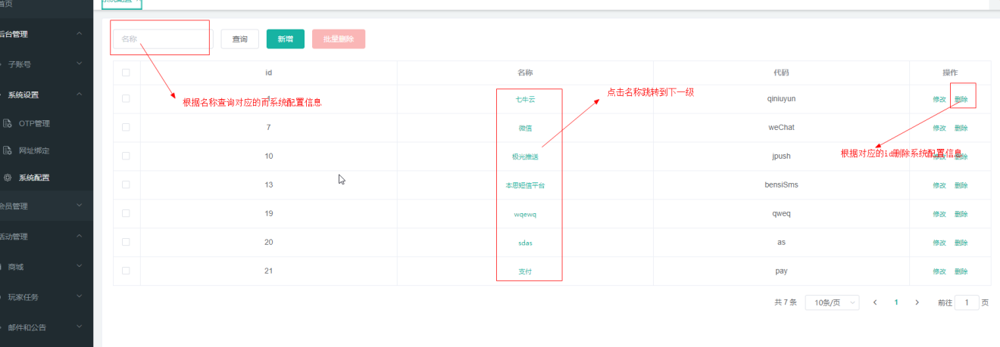 首页
系统配置
后台管理
子账号
系统设置
OTP管理
网址绑定
系统配置
会员管理
活动管理
商城
玩家任务
邮件和公告
名称 查询 新增 批量删除
根据名称查询对应的而系统配置信息
点击名称跳转到下一级
根据对应的id删除系统配置信息
id 名称 代码 操作
七牛云 qiniuyun 修改 删除
7 微信 weChat 修改 删除
10 极光推送 jpush 修改 删除
13 本思短信平台 bensiSms 修改 删除
19 wqewq qweq 修改 删除
20 sdas as 修改 删除
21 支付 pay 修改 删除
共 7 条 10条/页 1 前往 1 页